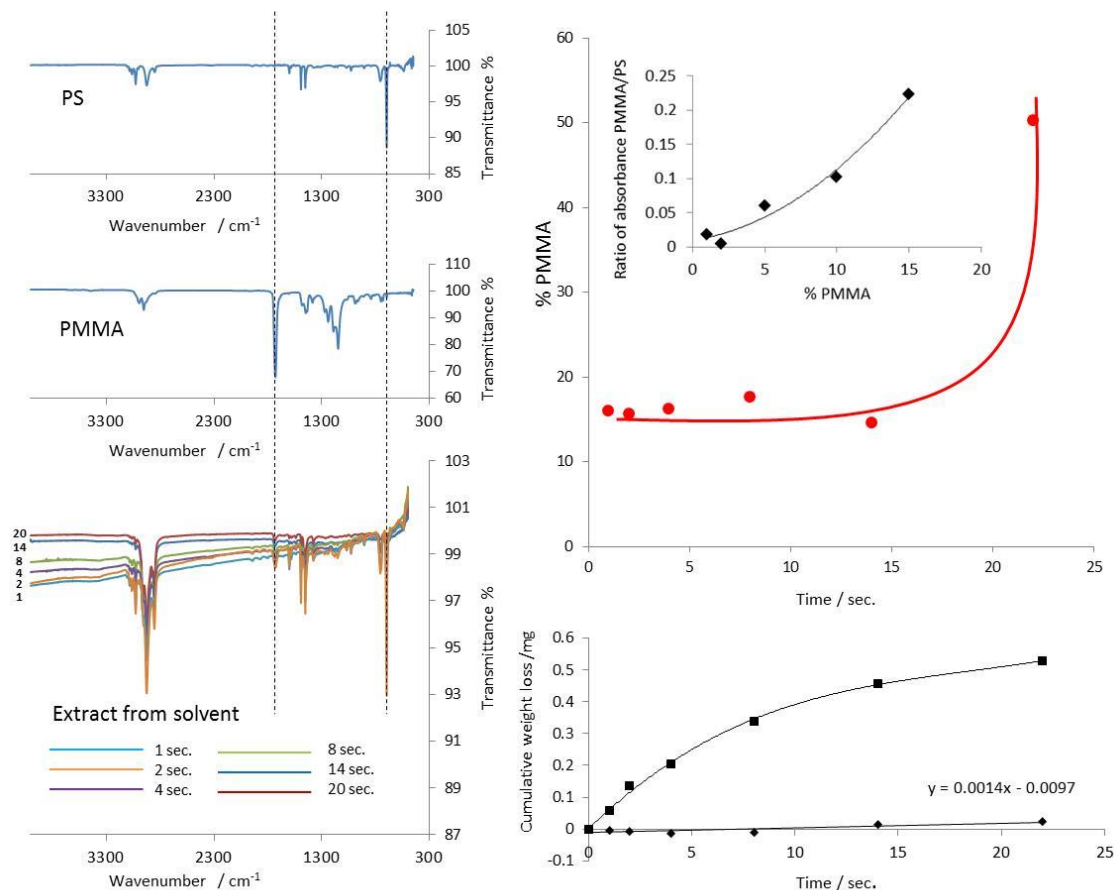 105
100
95
90
85
Transmittance %
PS
3300 2300 1300 300
Wavenumber / cm⁻¹
110
100
90
80
70
60
Transmittance %
PMMA
3300 2300 1300 300
Wavenumber / cm⁻¹
103
101
99
97
95
93
91
89
87
Transmittance %
20
14
8
4
2
1
Extract from solvent
1 sec.
2 sec.
4 sec.
8 sec.
14 sec.
20 sec.
3300 2300 1300 300
Wavenumber / cm⁻¹
60
50
40
30
20
10
0
% PMMA
0 5 10 15 20 25
Time / sec.
Ratio of absorbance PMMA/PS
0.25
0.2
0.15
0.1
0.05
0
0 5 10 15 20
% PMMA
Cumulative weight loss /mg
0.6
0.5
0.4
0.3
0.2
0.1
0
-0.1
y = 0.0014x - 0.0097
0 5 10 15 20 25
Time / sec.